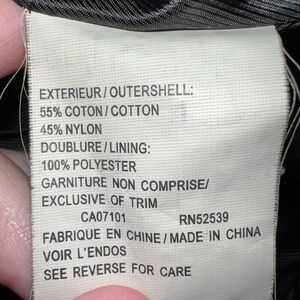 EXTERIEUR/OUTERSHELL:
55% COTON/COTTON
45% NYLON
DOUBLURE/LINING:
100% POLYESTER
GARNITURE NON COMPRISE/
EXCLUSIVE OF TRIM
CA07101 RN52539
FABRIQUE EN CHINE/MADE IN CHINA
VOIR L'ENDOS
SEE REVERSE FOR CARE